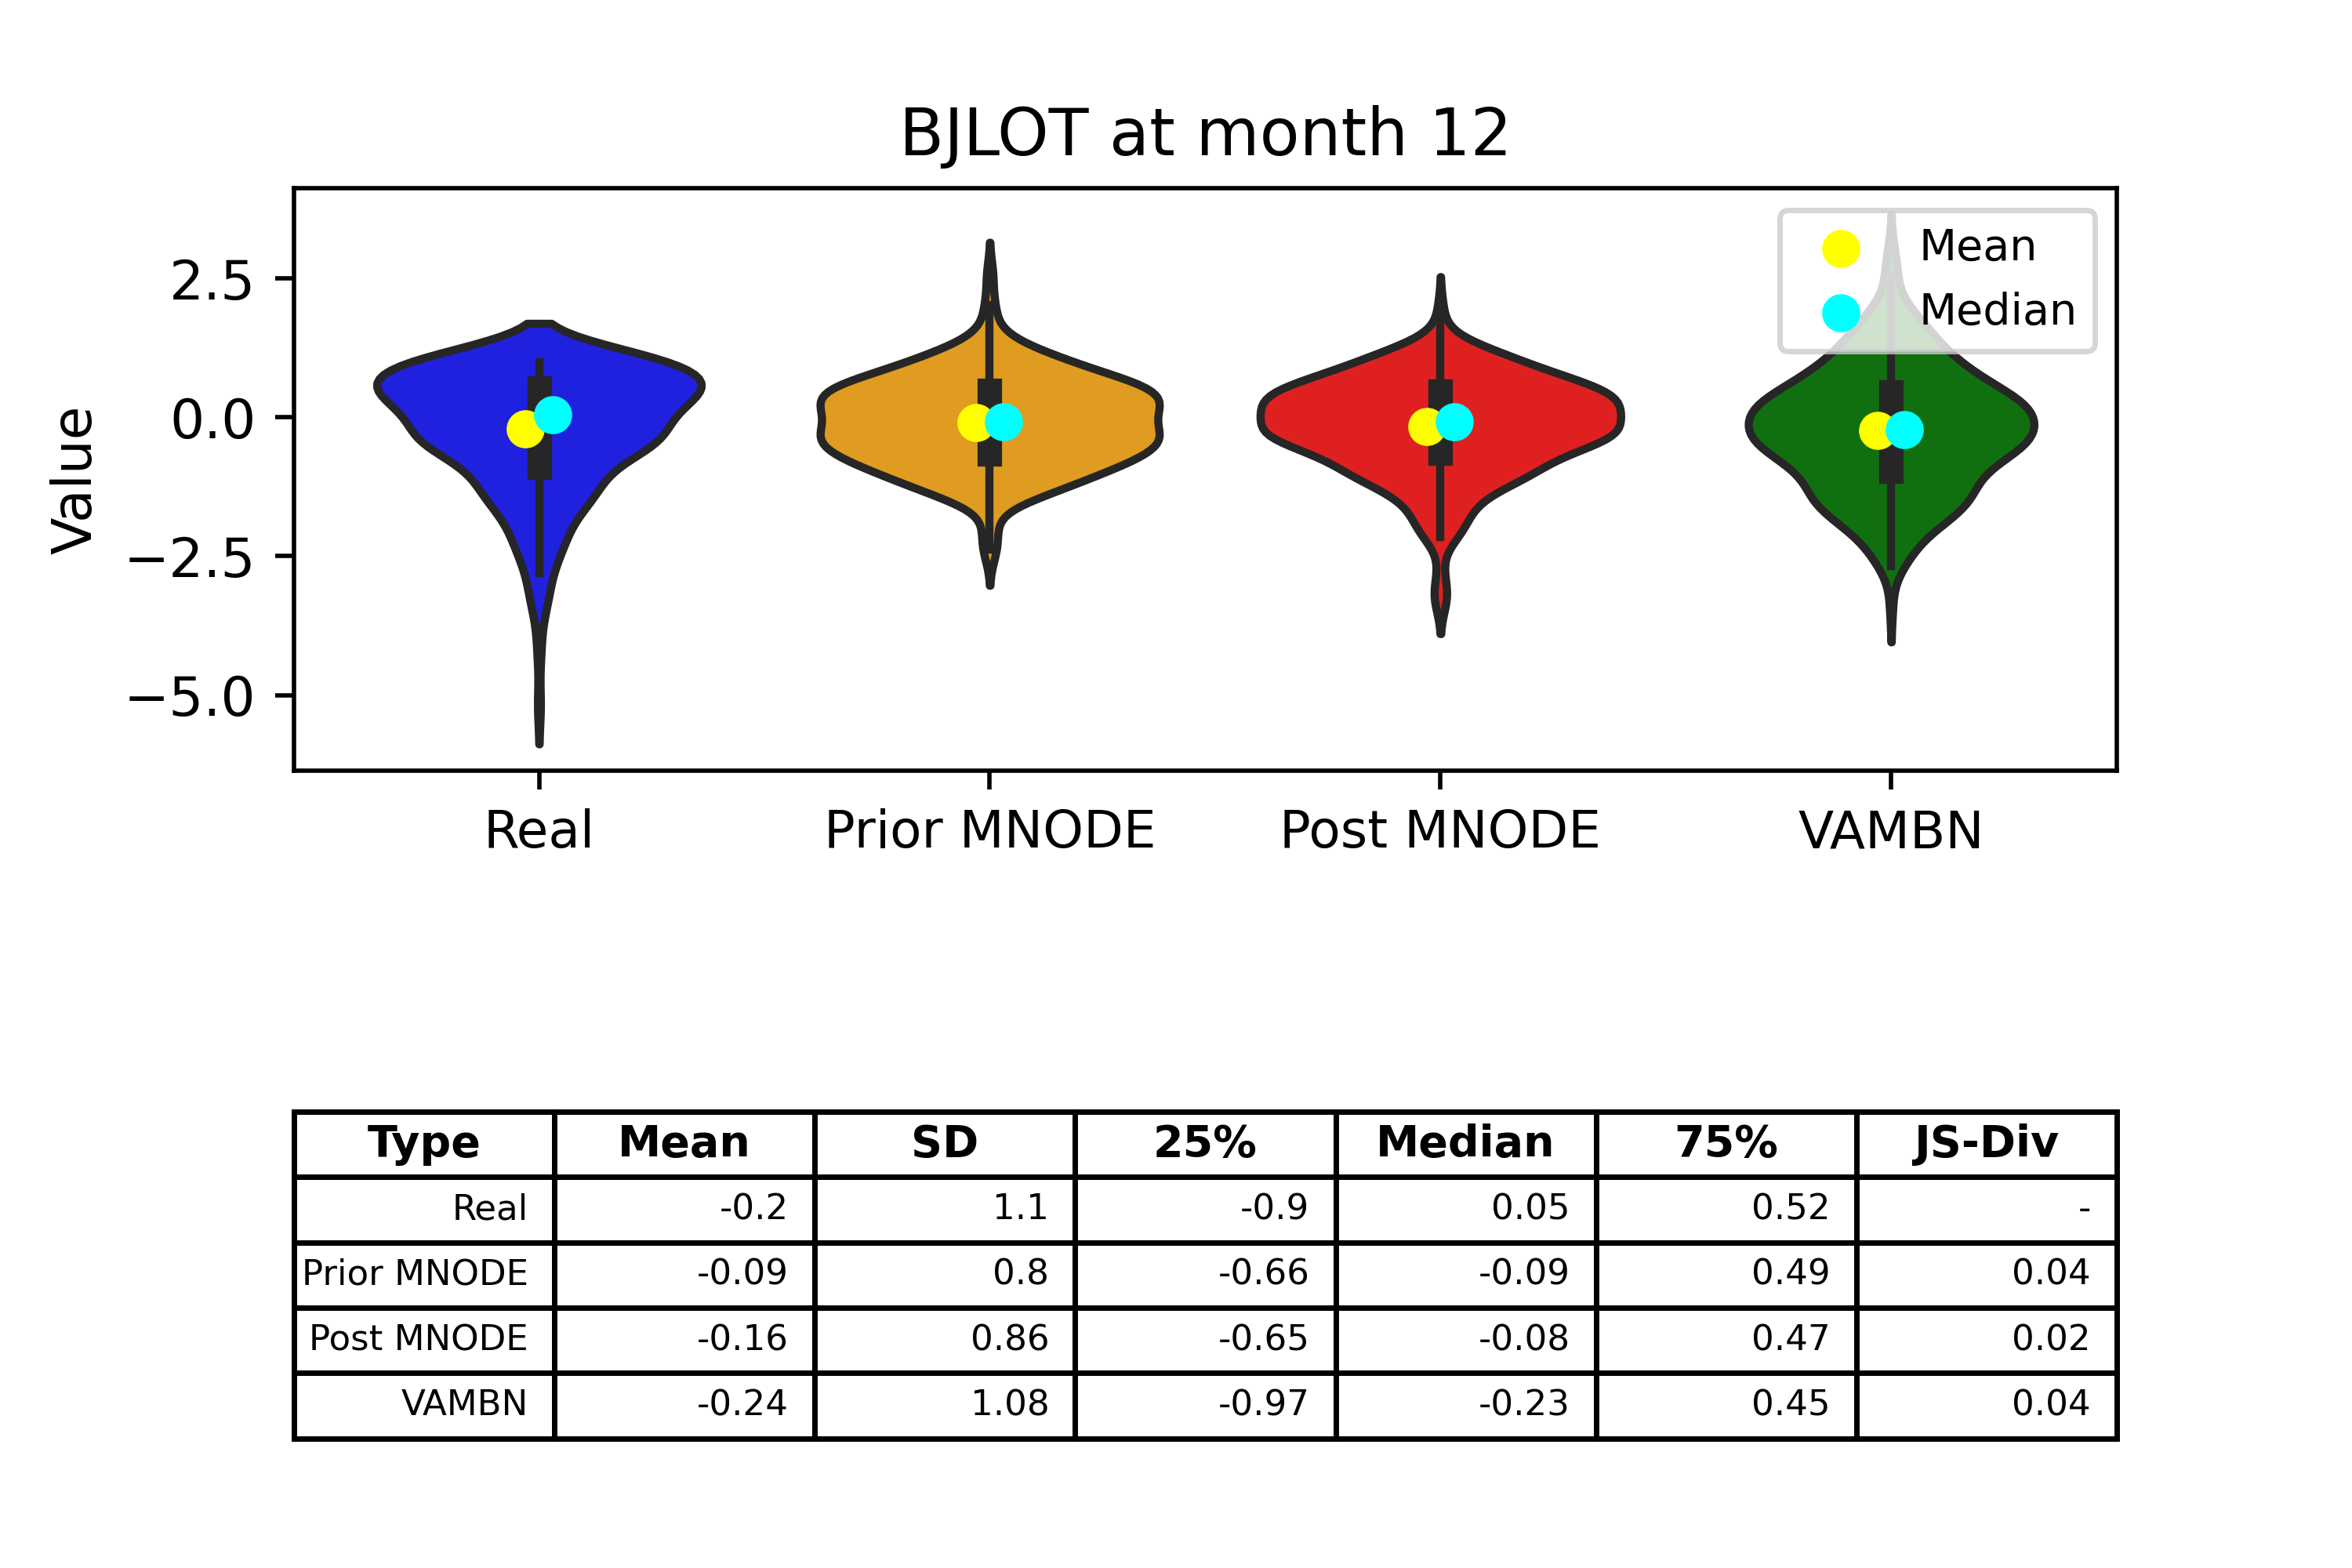 BJLOT at month 12
Mean
Median
Value
2.5
0.0
−2.5
−5.0
Real Prior MNODE Post MNODE VAMBN
Type Mean SD 25% Median 75% JS-Div
Real -0.2 1.1 -0.9 0.05 0.52 -
Prior MNODE -0.09 0.8 -0.66 -0.09 0.49 0.04
Post MNODE -0.16 0.86 -0.65 -0.08 0.47 0.02
VAMBN -0.24 1.08 -0.97 -0.23 0.45 0.04